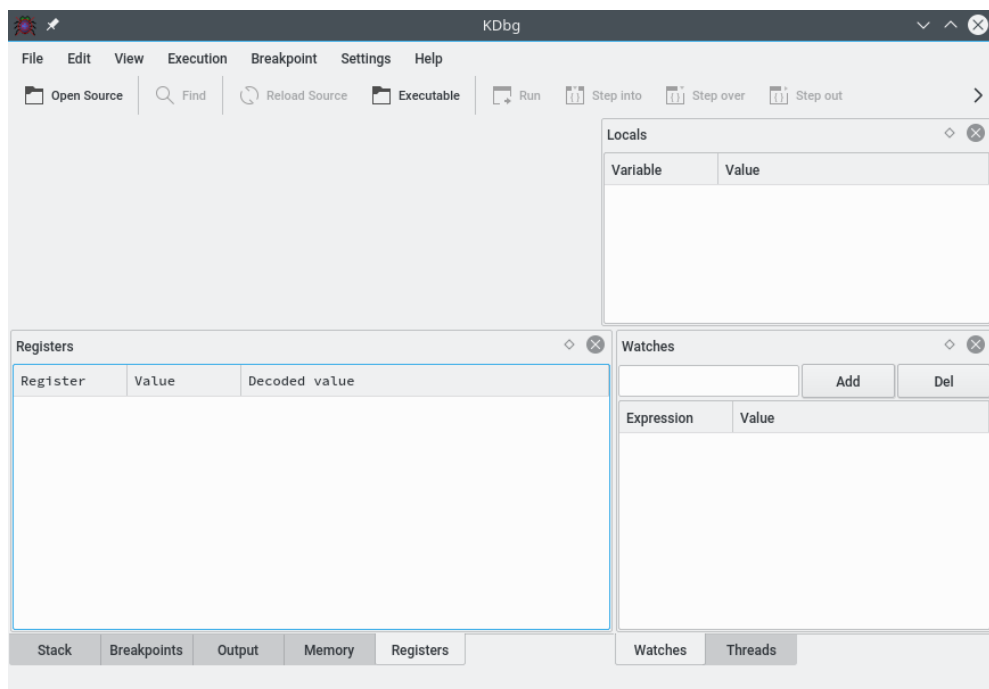 KDbg
File Edit View Execution Breakpoint Settings Help
Open Source Find Reload Source Executable Run Step into Step over Step out
Locals
Variable Value
Registers
Register Value Decoded value
Watches
Add Del
Expression Value
Stack Breakpoints Output Memory Registers
Watches Threads